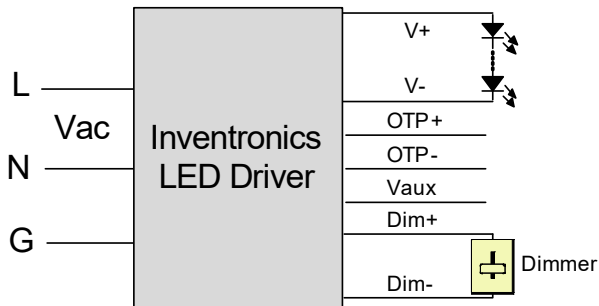 L
Vac
N
G
Inventronics
LED Driver
V+
V-
OTP+
OTP-
Vaux
Dim+
Dim-
Dimmer